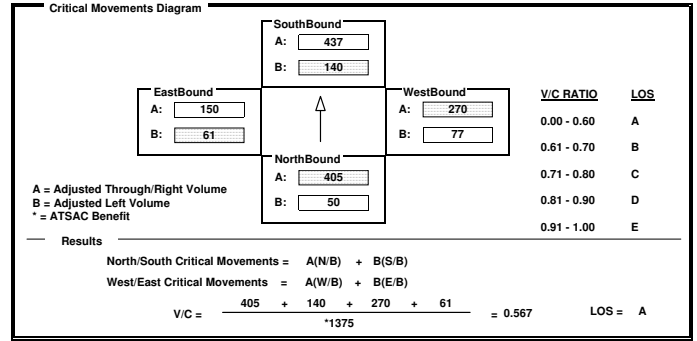 Critical Movements Diagram
SouthBound
A: 437
B: 140
EastBound
A: 150
B: 61
WestBound
A: 270
B: 77
NorthBound
A: 405
B: 50
V/C RATIO LOS
0.00 - 0.60 A
0.61 - 0.70 B
0.71 - 0.80 C
0.81 - 0.90 D
0.91 - 1.00 E
A = Adjusted Through/Right Volume
B = Adjusted Left Volume
* = ATSAC Benefit
Results
North/South Critical Movements = A(N/B) + B(S/B)
West/East Critical Movements = A(W/B) + B(E/B)
V/C = 405 + 140 + 270 + 61 = 0.567 LOS = A
*1375